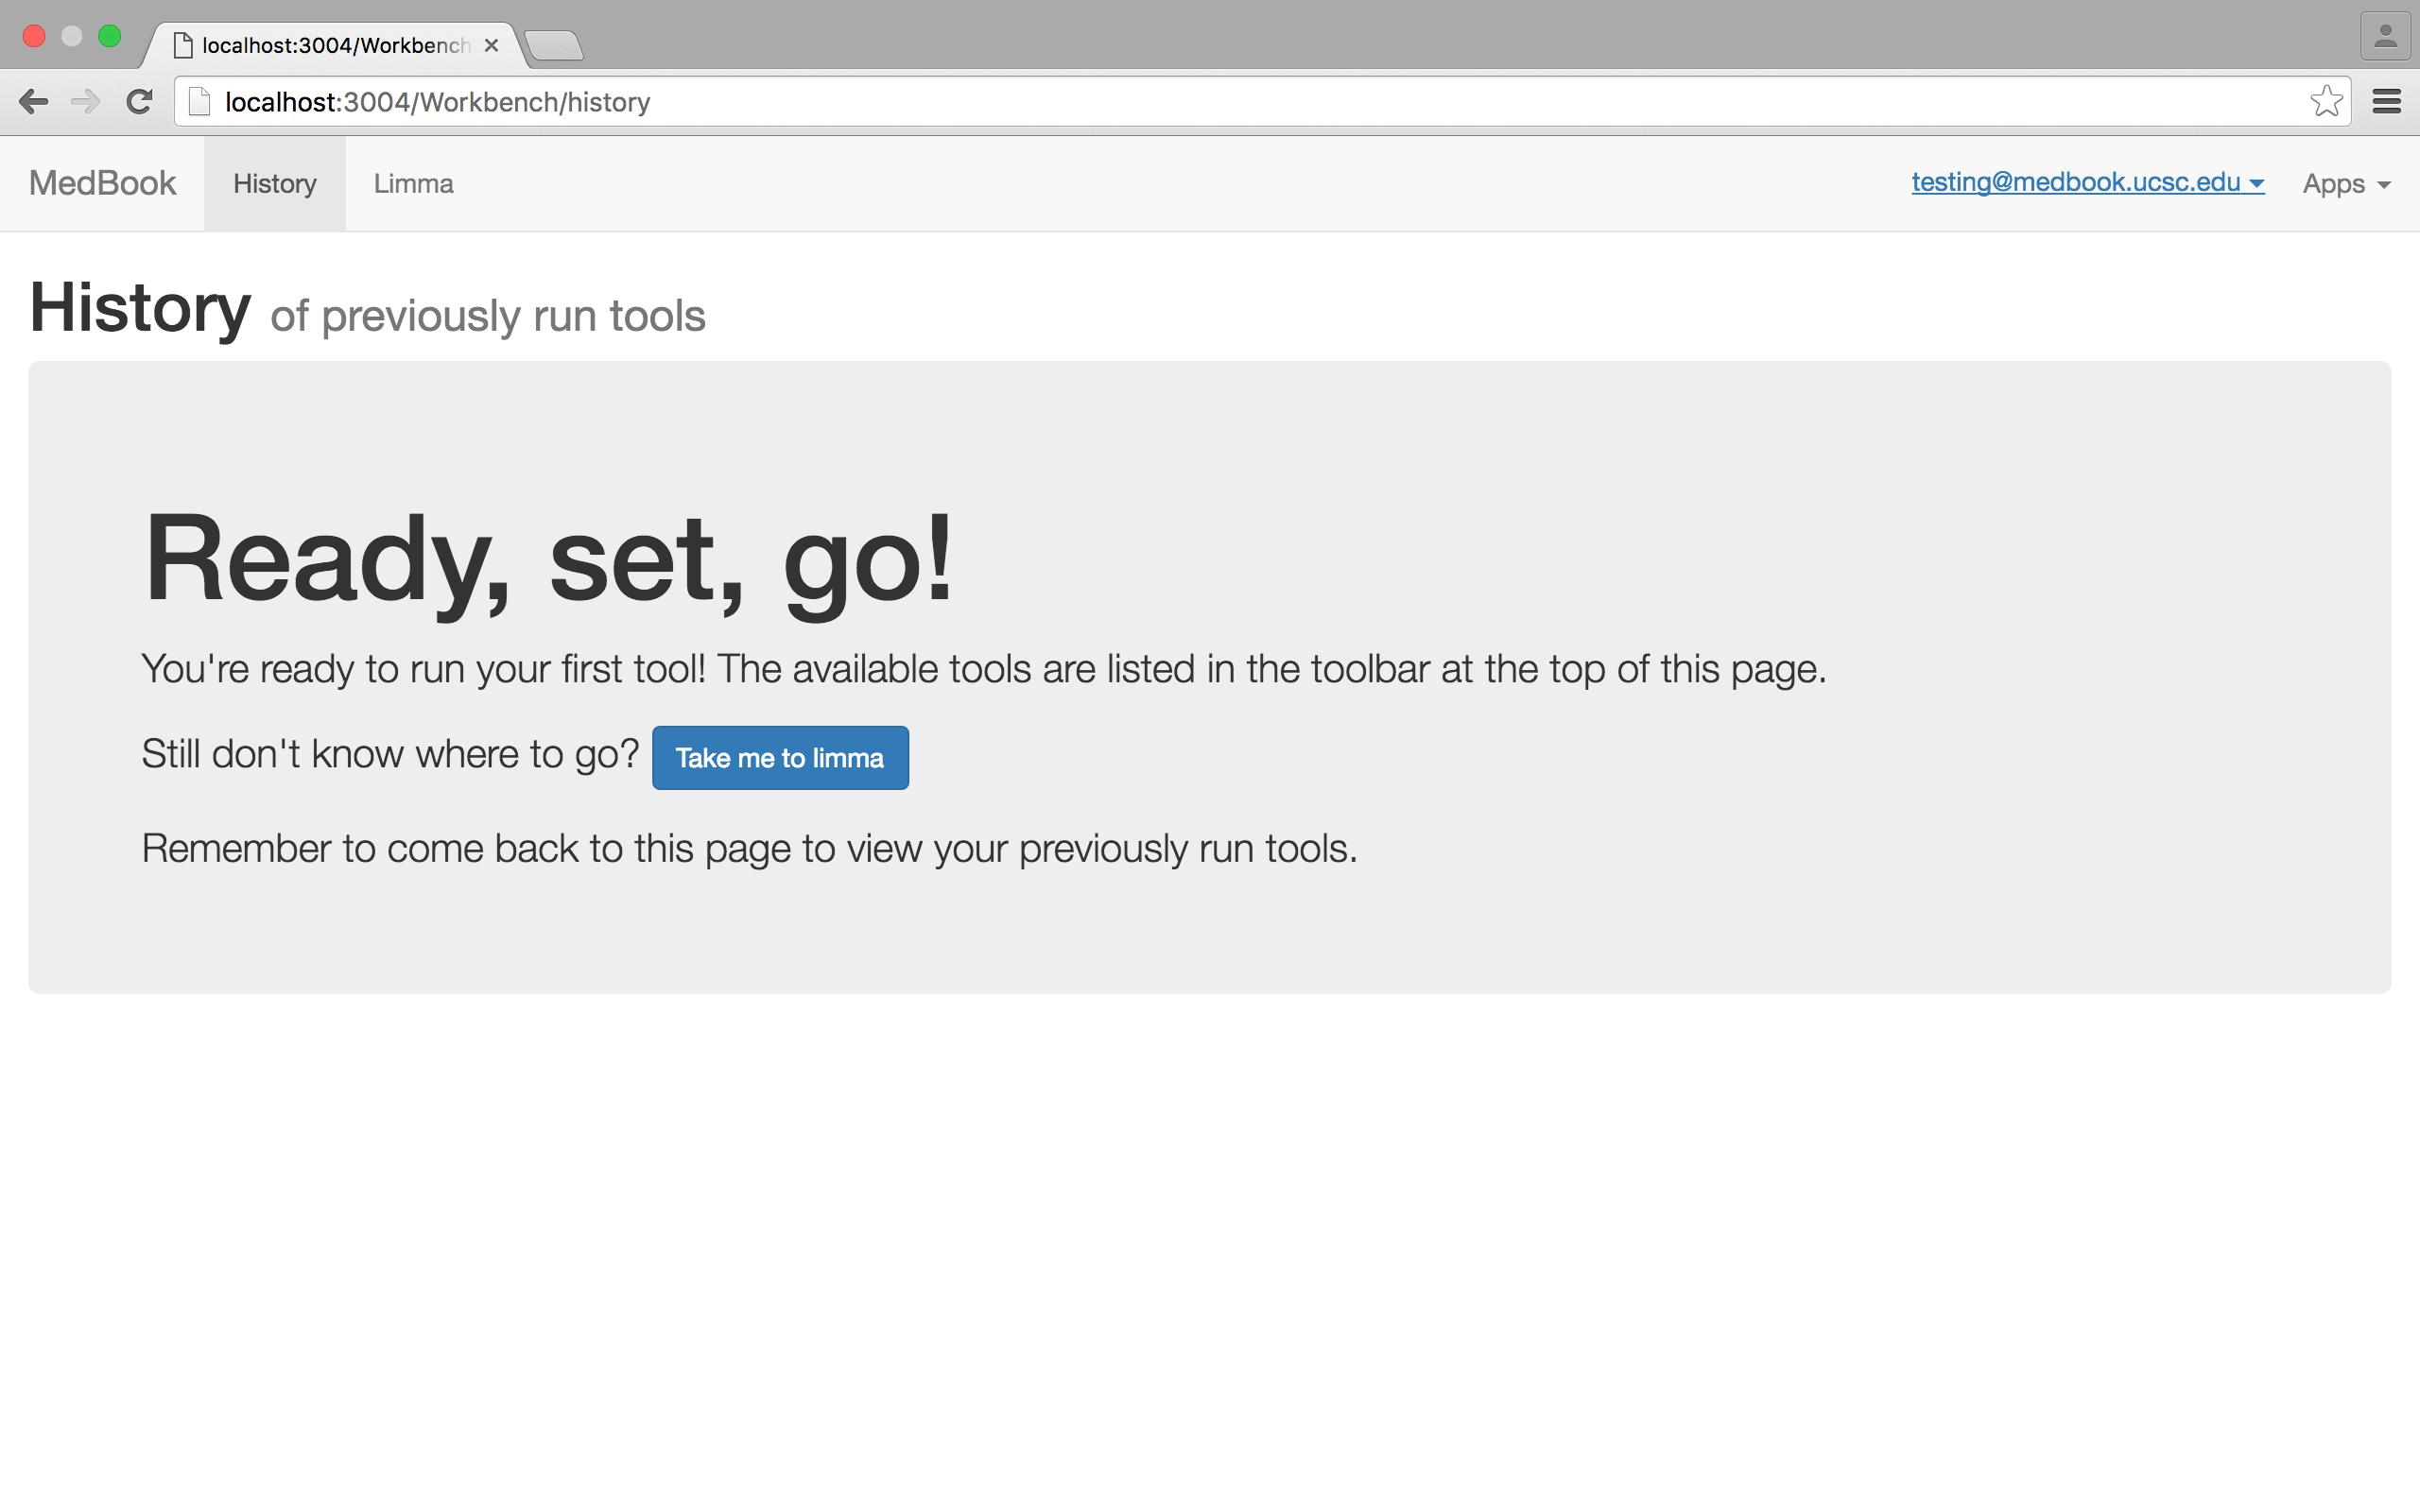 localhost:3004/Workbench
localhost:3004/Workbench/history
MedBook History Limma testing@medbook.ucsc.edu Apps
History of previously run tools
Ready, set, go!
You're ready to run your first tool! The available tools are listed in the toolbar at the top of this page.
Still don't know where to go? Take me to limma
Remember to come back to this page to view your previously run tools.